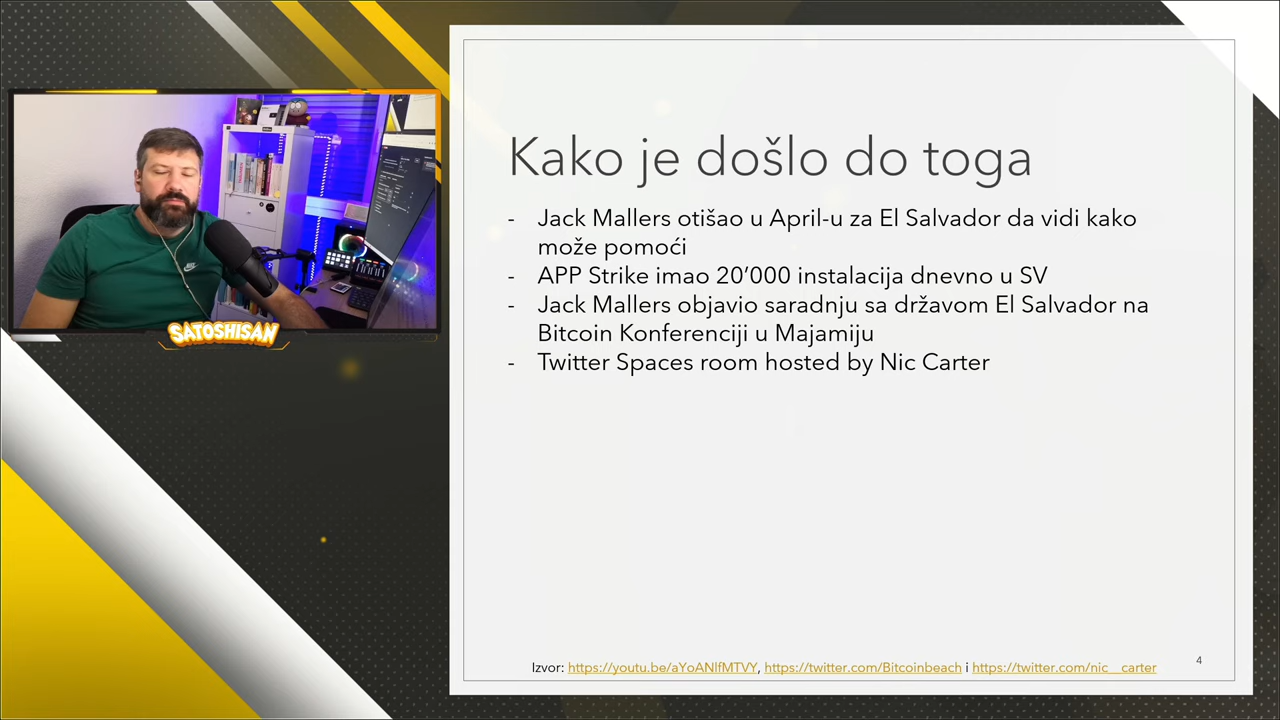 SATOSHISAN
Kako je došlo do toga
- Jack Mallers otišao u April-u za El Salvador da vidi kako
može pomoći
- APP Strike imao 20’000 instalacija dnevno u SV
- Jack Mallers objavio saradnju sa državom El Salvador na
Bitcoin Konferenciji u Majamiju
- Twitter Spaces room hosted by Nic Carter
Izvor: https://youtu.be/aYoANIfMTVY, https://twitter.com/Bitcoinbeach i https://twitter.com/nic__carter
4